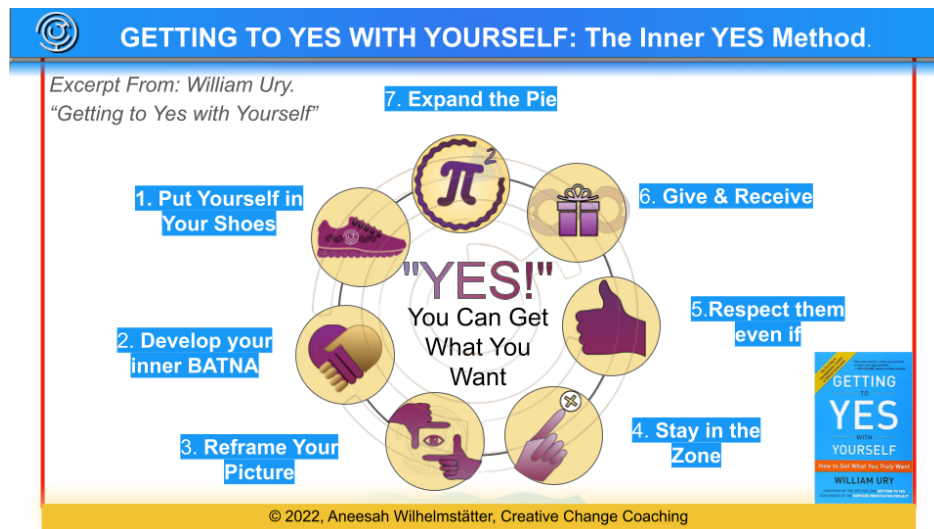 GETTING TO YES WITH YOURSELF: The Inner YES Method.
Excerpt From: William Ury.
“Getting to Yes with Yourself”
7. Expand the Pie
π2
1. Put Yourself in
Your Shoes
6. Give & Receive
"YES!"
You Can Get
What You
Want
2. Develop your
inner BATNA
5.Respect them
even if
3. Reframe Your
Picture
4. Stay in the
Zone
GETTING
TO
YES
WITH
YOURSELF
How to Get What You Truly Want
WILLIAM URY
© 2022, Aneesah Wilhelmstätter, Creative Change Coaching